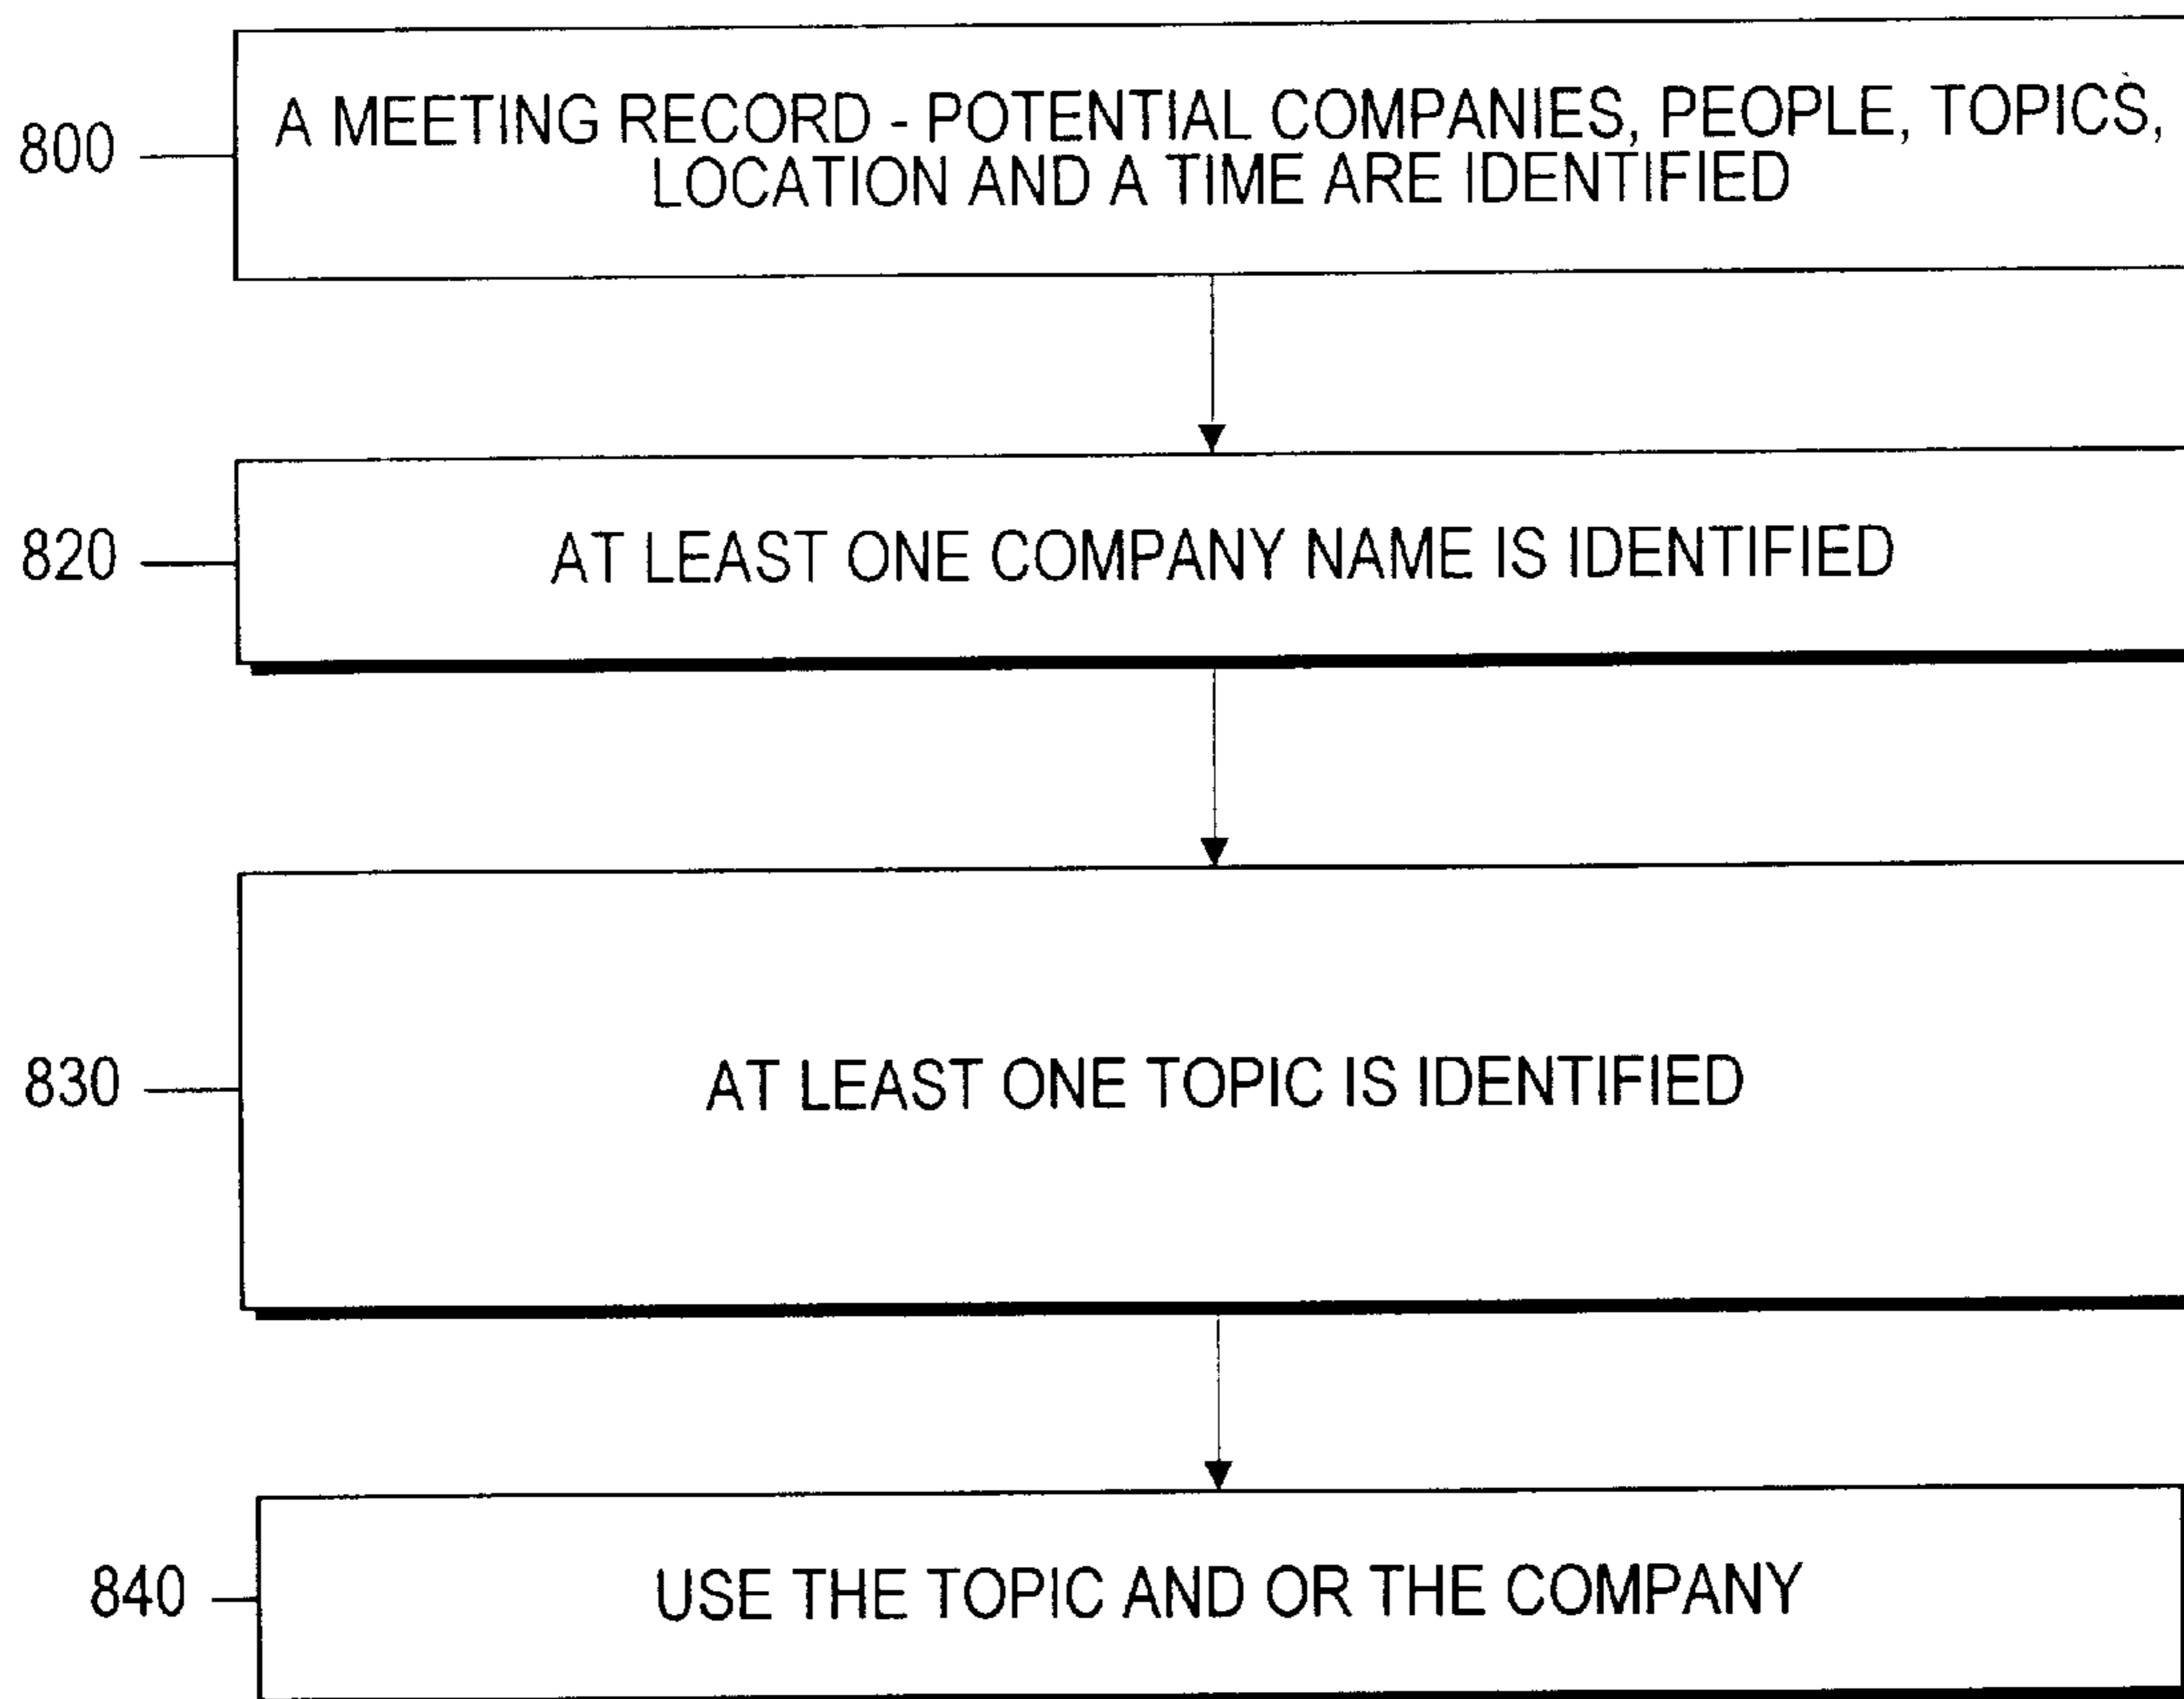 800
A MEETING RECORD - POTENTIAL COMPANIES, PEOPLE, TOPICS,
LOCATION AND A TIME ARE IDENTIFIED
820
AT LEAST ONE COMPANY NAME IS IDENTIFIED
830
AT LEAST ONE TOPIC IS IDENTIFIED
840
USE THE TOPIC AND OR THE COMPANY